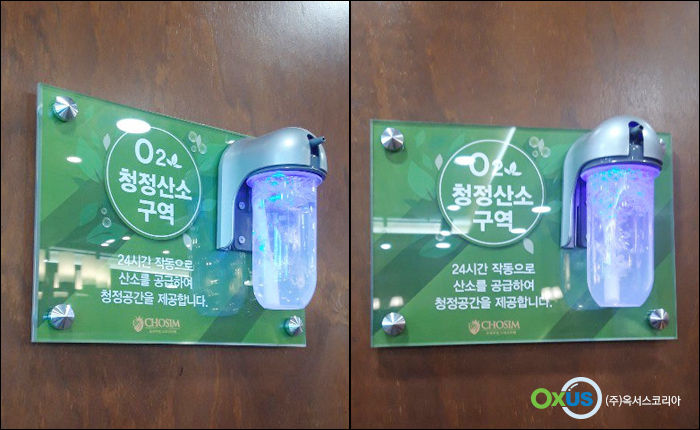 O2
청정산소
구역
24시간 작동으로
산소를 공급하여
청정공간을 제공합니다.
CHOSIM
O2
청정산소
구역
24시간 작동으로
산소를 공급하여
청정공간을 제공합니다.
CHOSIM
OXUS (주)옥서스코리아